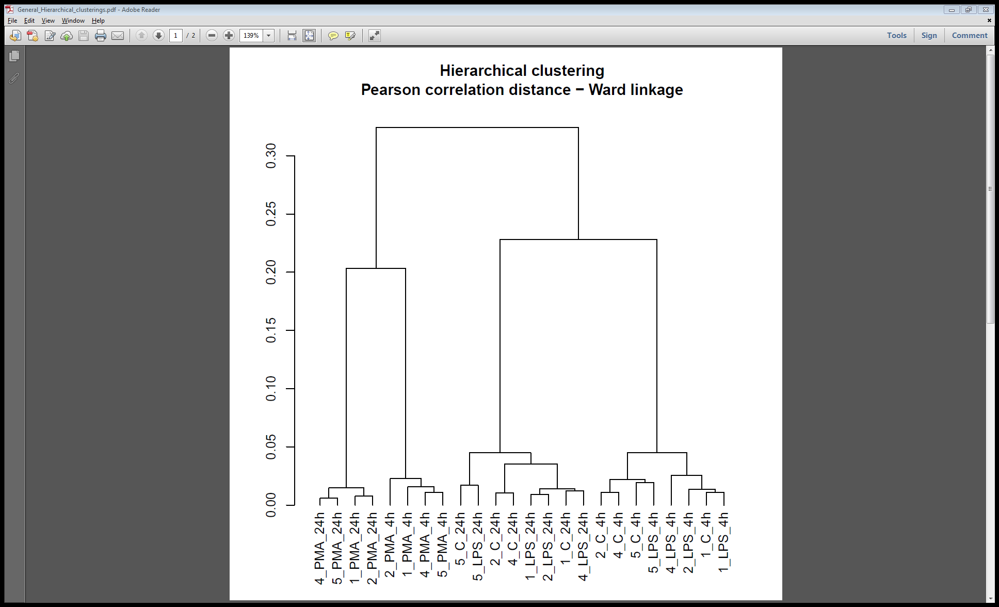 General_Hierarchical_clusterings.pdf - Adobe Reader
File Edit View Window Help
1 / 2 139% Tools Sign Comment
Hierarchical clustering
Pearson correlation distance − Ward linkage
0.30
0.25
0.20
0.15
0.10
0.05
0.00
4_PMA_24h
5_PMA_24h
1_PMA_24h
2_PMA_24h
2_PMA_4h
1_PMA_4h
4_PMA_4h
5_PMA_4h
5_C_24h
5_LPS_24h
2_C_24h
4_C_24h
1_LPS_24h
2_LPS_24h
1_C_24h
4_LPS_24h
2_C_4h
4_C_4h
5_C_4h
5_LPS_4h
4_LPS_4h
2_LPS_4h
1_C_4h
1_LPS_4h